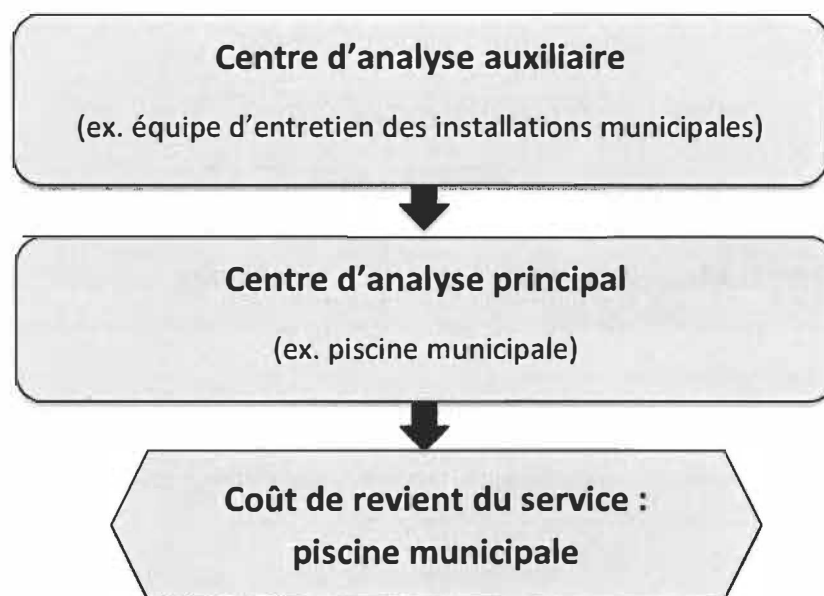 Centre d'analyse auxiliaire
(ex. équipe d'entretien des installations municipales)
Centre d'analyse principal
(ex. piscine municipale)
Coût de revient du service :
piscine municipale